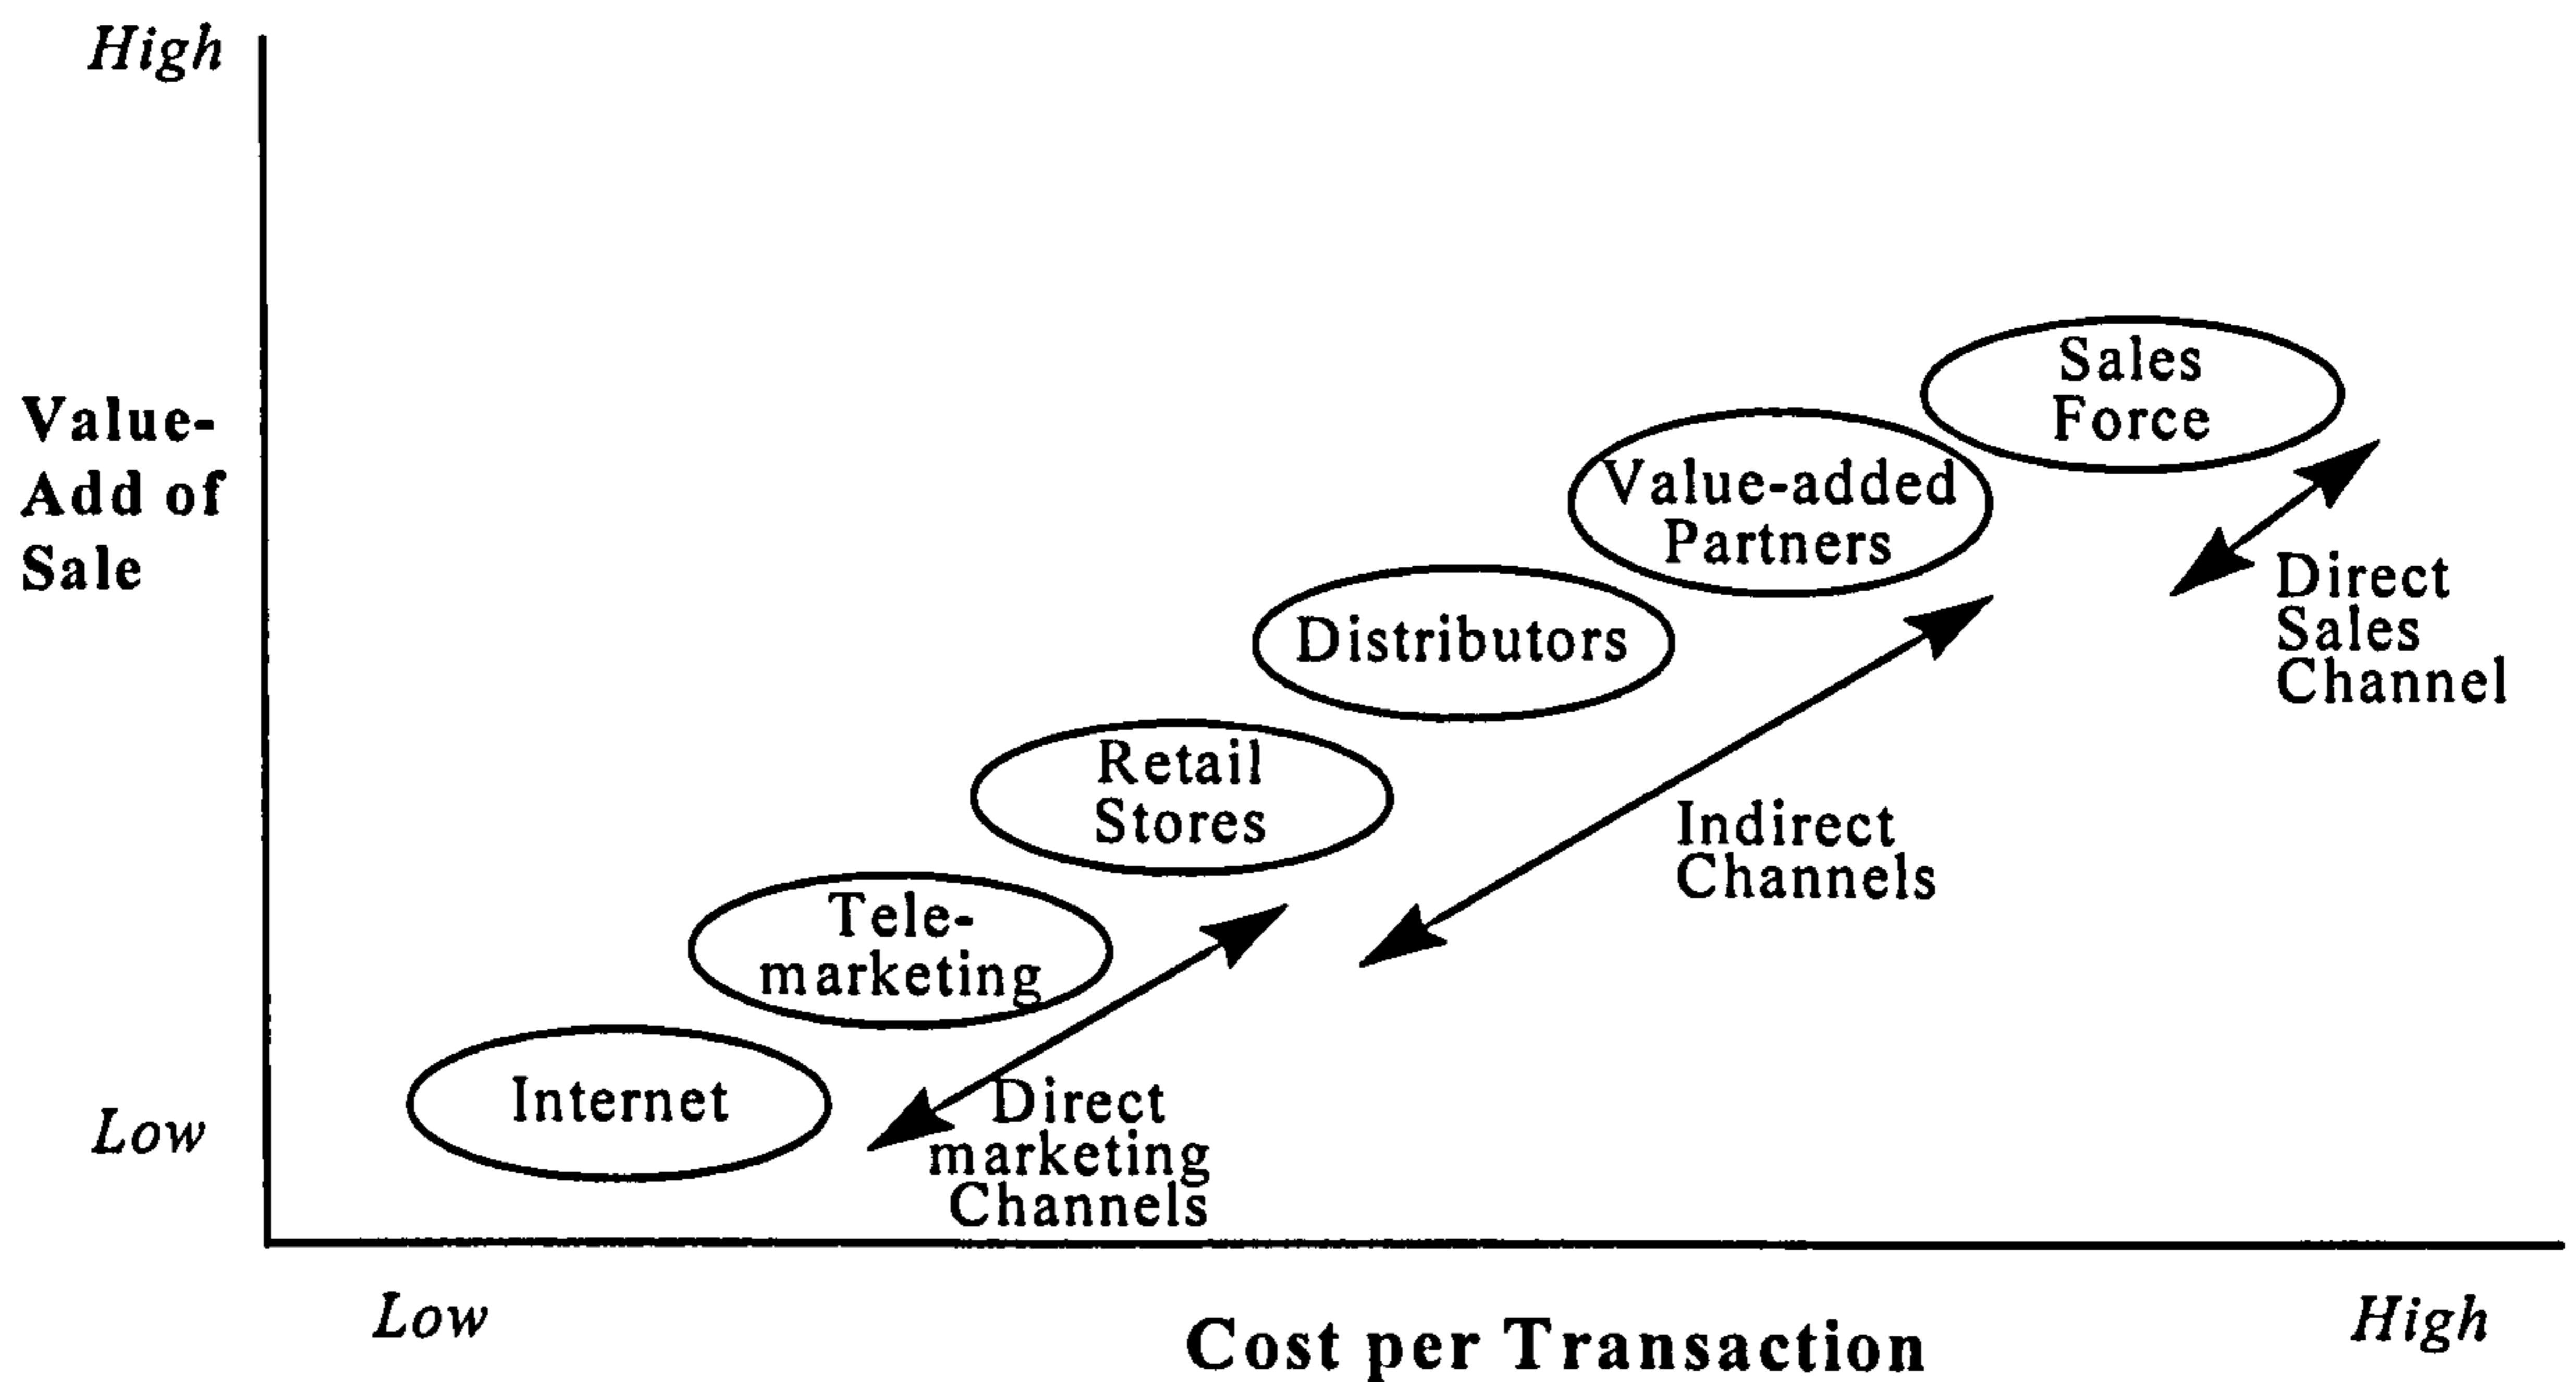 High
Value-
Add of
Sale
Low
Sales
Force
Value-added
Partners
Distributors
Retail
Stores
Tele-
marketing
Internet
Direct
Sales
Channel
Indirect
Channels
Direct
marketing
Channels
Low
High
Cost per Transaction